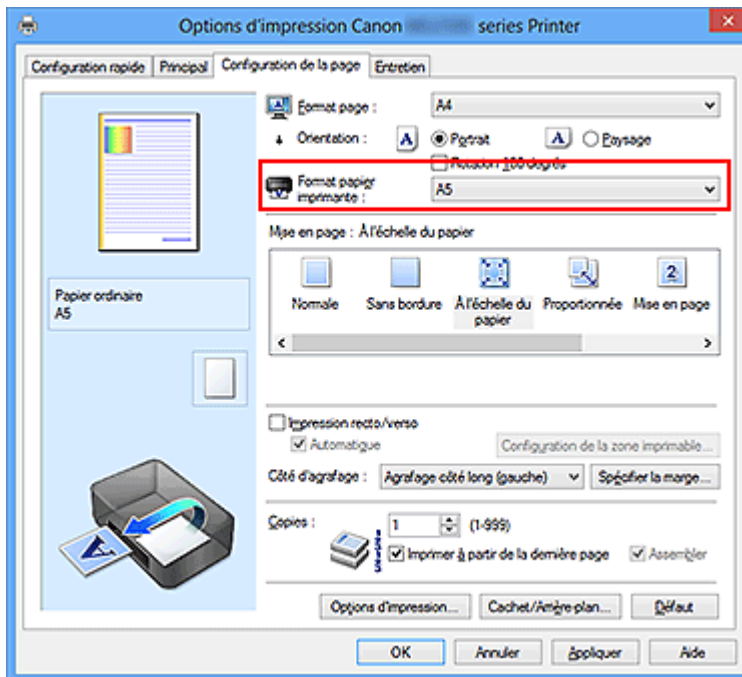 Options d'impression Canon series Printer
Configuration rapide Principal Configuration de la page Entretien
Format page : A4
Orientation : A Portrait A Paysage
Rotation 180 degrés
Format papier imprimante : A5
Mise en page : À l'échelle du papier
Normale Sans bordure À l'échelle du papier Proportionnée Mise en page
2
Papier ordinaire
A5
Impression recto/verso
Automatique Configuration de la zone imprimable...
Côté d'agrafage : Agrafage côté long (gauche) Spécifier la marge...
Copies : 1 (1-999)
Imprimer à partir de la dernière page Assembler
Options d'impression... Cachet/Arrière-plan... Défaut
OK Annuler Appliquer Aide